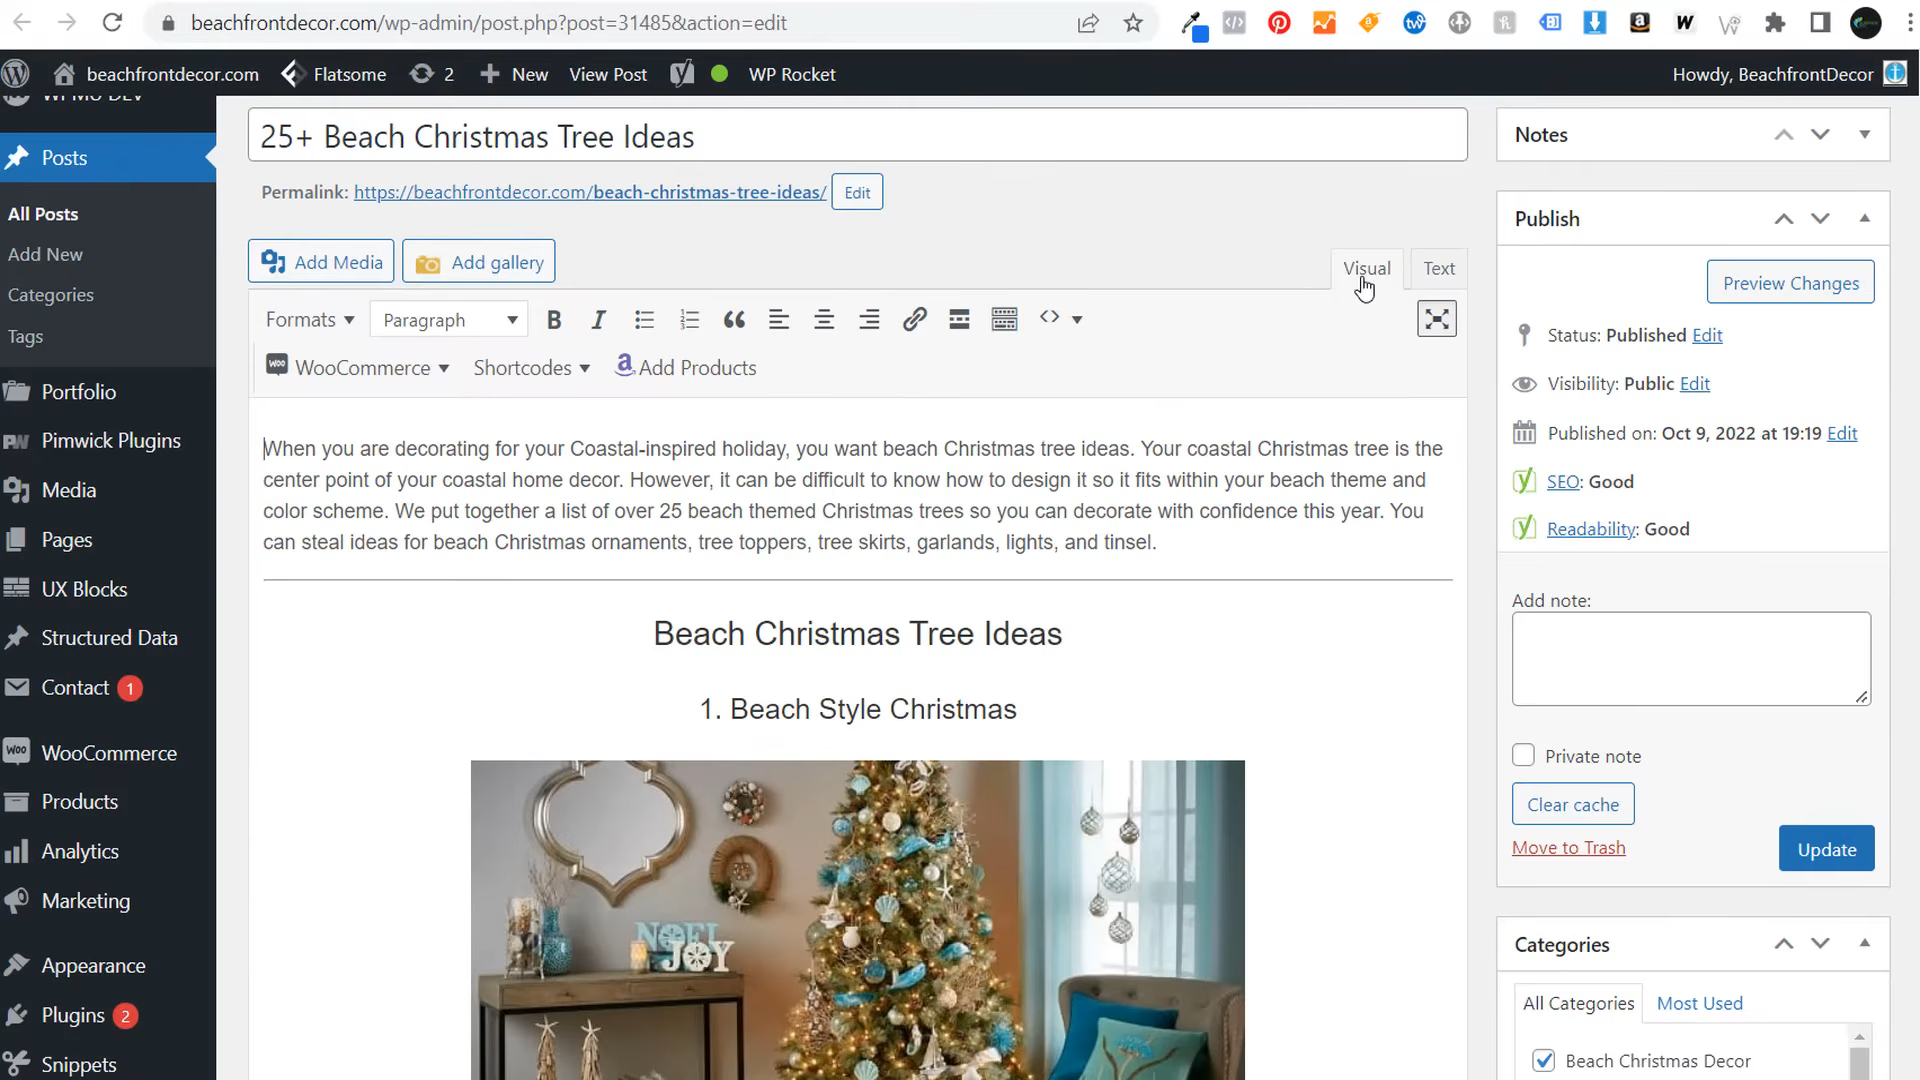 beachfrontdecor.com/wp-admin/post.php?post=31485&action=edit
beachfrontdecor.com
Flatsome
2
New
View Post
WP Rocket
Howdy, BeachfrontDecor
WPMU DEV
Posts
All Posts
Add New
Categories
Tags
Portfolio
Pimwick Plugins
Media
Pages
UX Blocks
Structured Data
Contact 1
WooCommerce
Products
Analytics
Marketing
Appearance
Plugins 2
Snippets
25+ Beach Christmas Tree Ideas
Permalink: https://beachfrontdecor.com/beach-christmas-tree-ideas/ Edit
Add Media
Add gallery
Visual
Text
Formats
Paragraph
WooCommerce
Shortcodes
Add Products
When you are decorating for your Coastal-inspired holiday, you want beach Christmas tree ideas. Your coastal Christmas tree is the
center point of your coastal home decor. However, it can be difficult to know how to design it so it fits within your beach theme and
color scheme. We put together a list of over 25 beach themed Christmas trees so you can decorate with confidence this year. You
can steal ideas for beach Christmas ornaments, tree toppers, tree skirts, garlands, lights, and tinsel.
Beach Christmas Tree Ideas
1. Beach Style Christmas
NOEL
JOY
Notes
Publish
Preview Changes
Status: Published Edit
Visibility: Public Edit
Published on: Oct 9, 2022 at 19:19 Edit
SEO: Good
Readability: Good
Add note:
Private note
Clear cache
Move to Trash
Update
Categories
All Categories
Most Used
Beach Christmas Decor